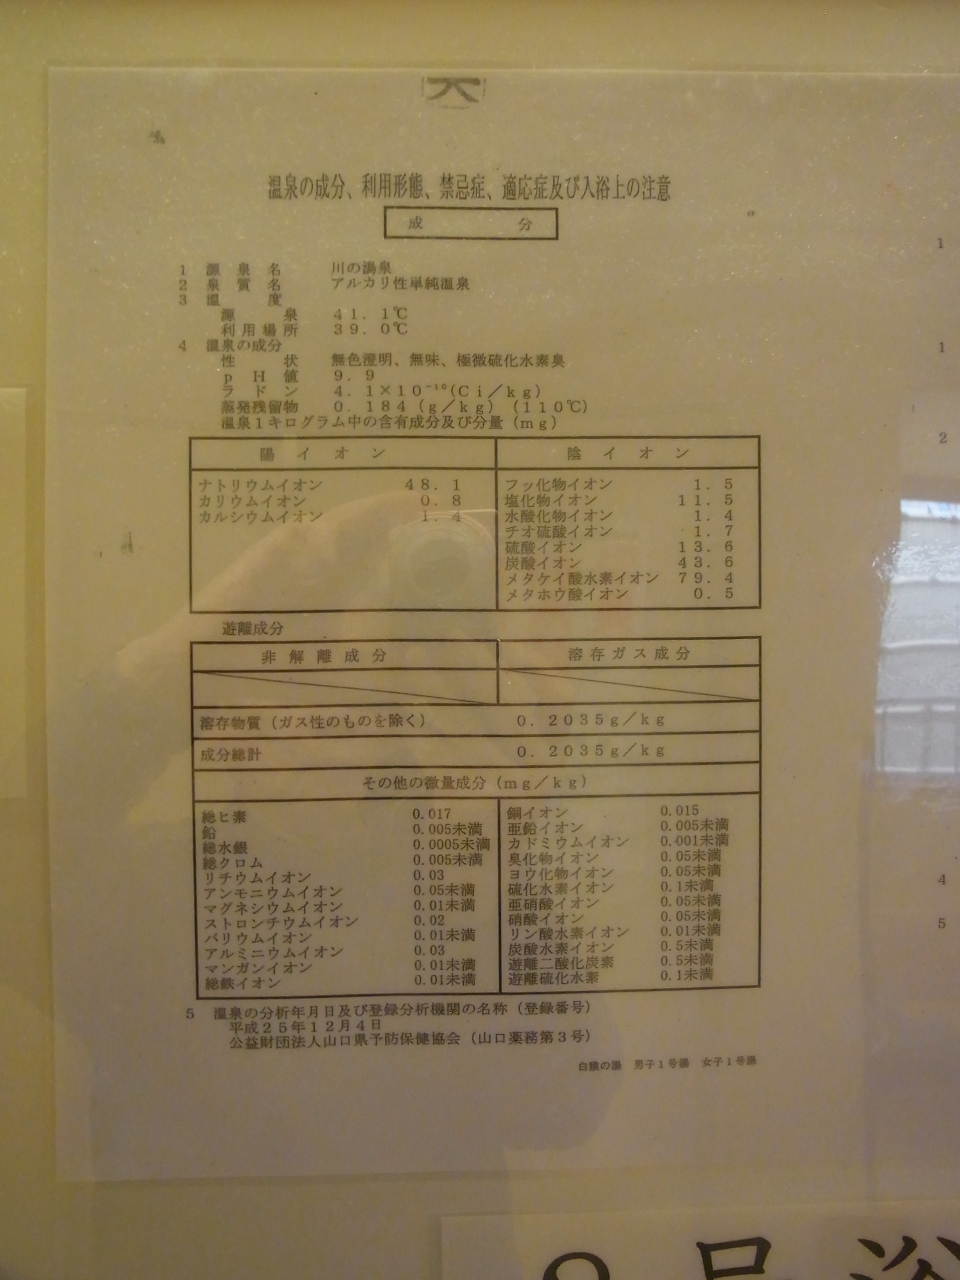 温泉の成分、利用形態、禁忌症、適応症及び入浴上の注意
成 分
1 源泉名 川の湯泉
2 泉質名 アルカリ性単純温泉
3 温度
源泉 41.1℃
利用場所 39.0℃
4 温泉の成分
性状 無色澄明、無味、極微硫化水素臭
pH値 9.9
ラドン 4.1×10⁻¹⁰(Ci/kg)
蒸発残留物 0.184(g/kg) (110℃)
温泉1キログラム中の含有成分及び分量(mg)
陽イオン 陰イオン
ナトリウムイオン 48.1 フッ化物イオン 1.5
カリウムイオン 0.8 塩化物イオン 11.5
カルシウムイオン 1.4 水酸化物イオン 1.4
チオ硫酸イオン 1.7
硫酸イオン 13.6
炭酸イオン 43.6
メタケイ酸水素イオン 79.4
メタホウ酸イオン 0.5
遊離成分
非解離成分 溶存ガス成分
溶存物質(ガス性のものを除く) 0.2035g/kg
成分総計 0.2035g/kg
その他の微量成分(mg/kg)
総ヒ素 0.017 銅イオン 0.015
鉛 0.005未満 亜鉛イオン 0.005未満
総水銀 0.0005未満 カドミウムイオン 0.001未満
総クロム 0.005未満 臭化物イオン 0.05未満
リチウムイオン 0.03 ヨウ化物イオン 0.05未満
アンモニウムイオン 0.05未満 硫化水素イオン 0.1未満
マグネシウムイオン 0.01未満 亜硝酸イオン 0.05未満
ストロンチウムイオン 0.02 硝酸イオン 0.05未満
バリウムイオン 0.01未満 リン酸水素イオン 0.01未満
アルミニウムイオン 0.03 炭酸水素イオン 0.5未満
マンガンイオン 0.01未満 遊離二酸化炭素 0.5未満
総鉄イオン 0.01未満 遊離硫化水素 0.1未満
5 温泉の分析年月日及び登録分析機関の名称(登録番号)
平成25年12月4日
公益財団法人山口県予防保健協会(山口薬務第3号)
の湯 男子1号湯 女子1号湯
1
1
2
4
5